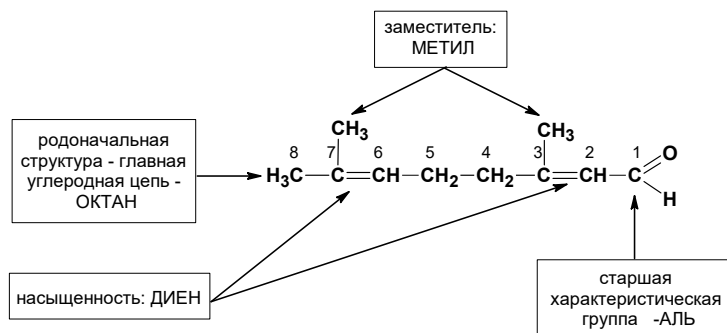 заместитель:
МЕТИЛ
родоначальная
структура - главная
углеродная цепь -
ОКТАН
CH3 CH3
8 7 6 5 4 3 2 1 O
H3C C CH CH2 CH2 C CH C
H
насыщенность: ДИЕН
старшая
характеристическая
группа -АЛЬ